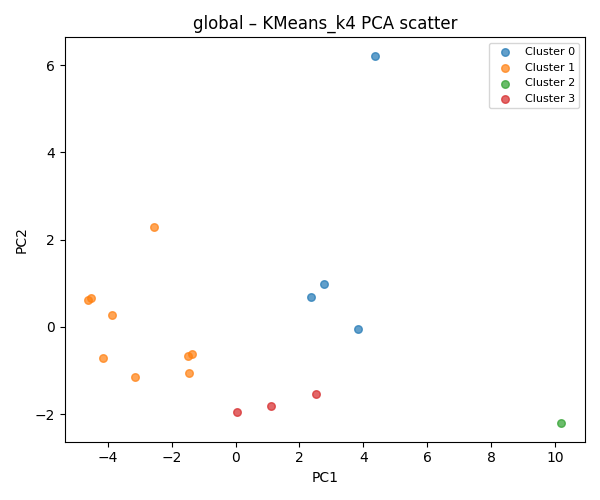 global – KMeans_k4 PCA scatter
Cluster 0
Cluster 1
Cluster 2
Cluster 3
PC2
6
4
2
0
−2
−4 −2 0 2 4 6 8 10
PC1